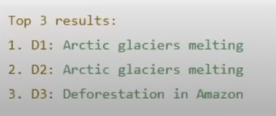 Top 3 results:
1. D1: Arctic glaciers melting
2. D2: Arctic glaciers melting
3. D3: Deforestation in Amazon